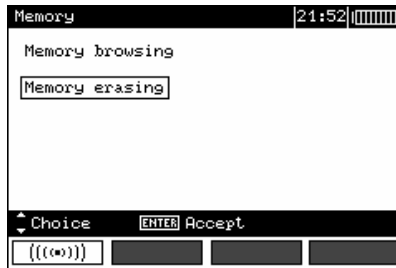 Memory 21:52
Memory browsing
Memory erasing
Choice ENTER Accept